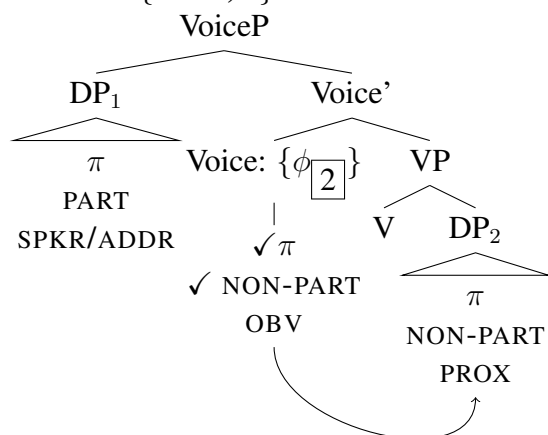 VoiceP
DP₁ Voice’
π Voice: {ϕ 2 } VP
PART
SPKR/ADDR
✓π
✓ NON-PART
OBV
V DP₂
π
NON-PART
PROX